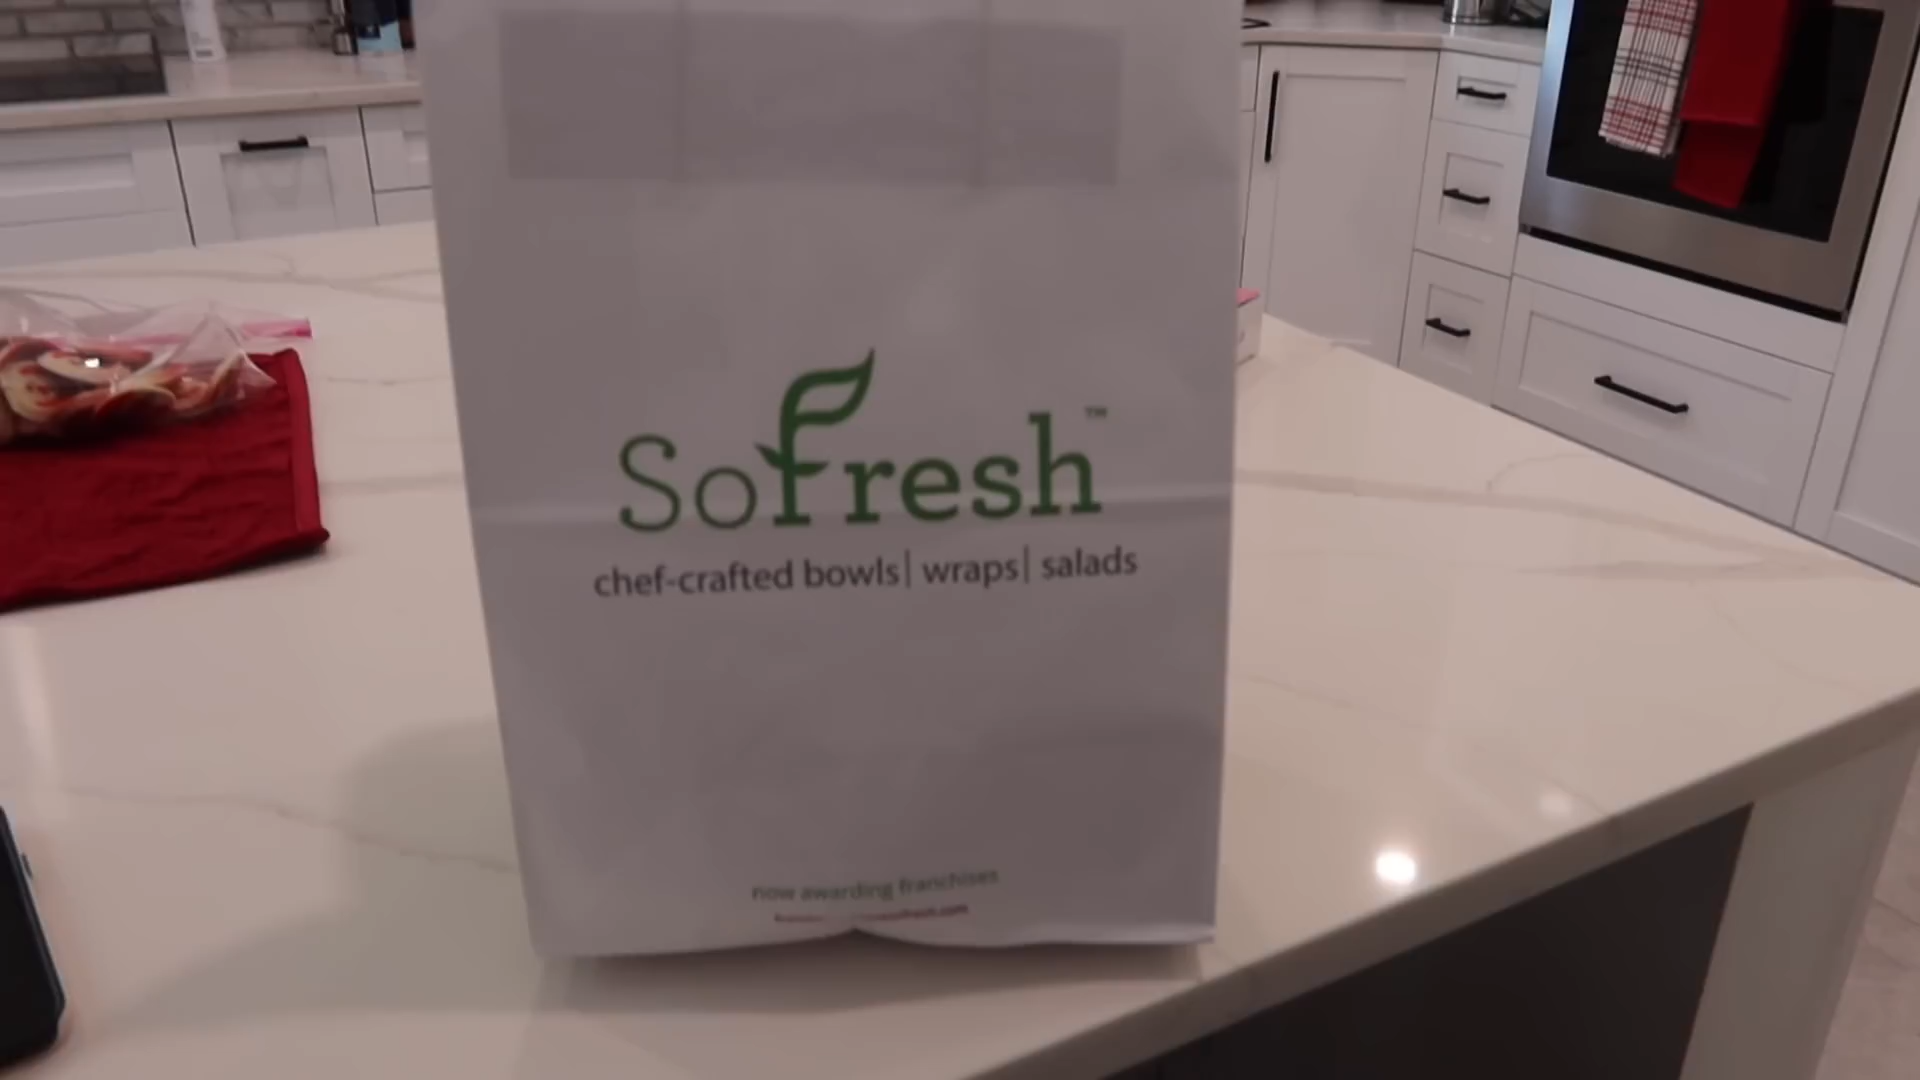 SoFresh™
chef-crafted bowls| wraps| salads
now awarding franchises